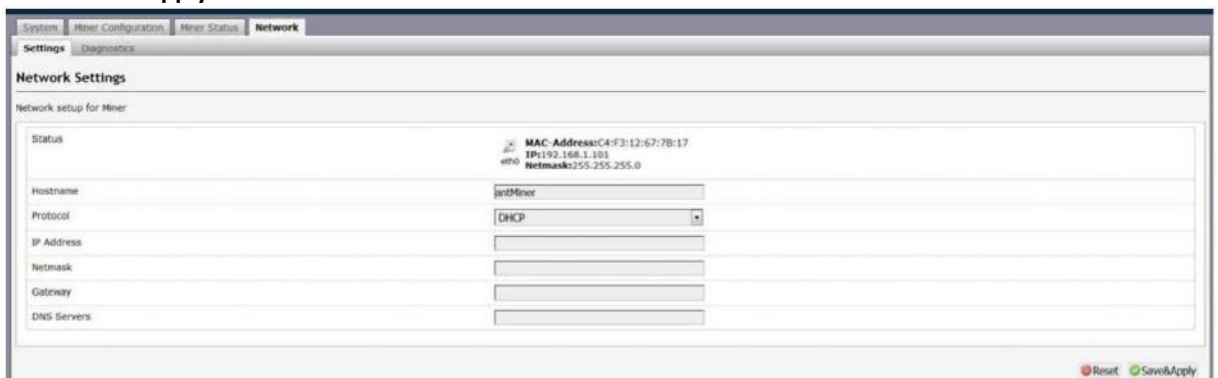 System Miner Configuration Miner Status Network
Settings Diagnostics
Network Settings
Network setup for Miner
Status
MAC-Address:C4:F3:12:67:7B:17
eth0
IP:192.168.1.101
Netmask:255.255.255.0
Hostname antMiner
Protocol DHCP
IP Address
Netmask
Gateway
DNS Servers
Reset Save&Apply